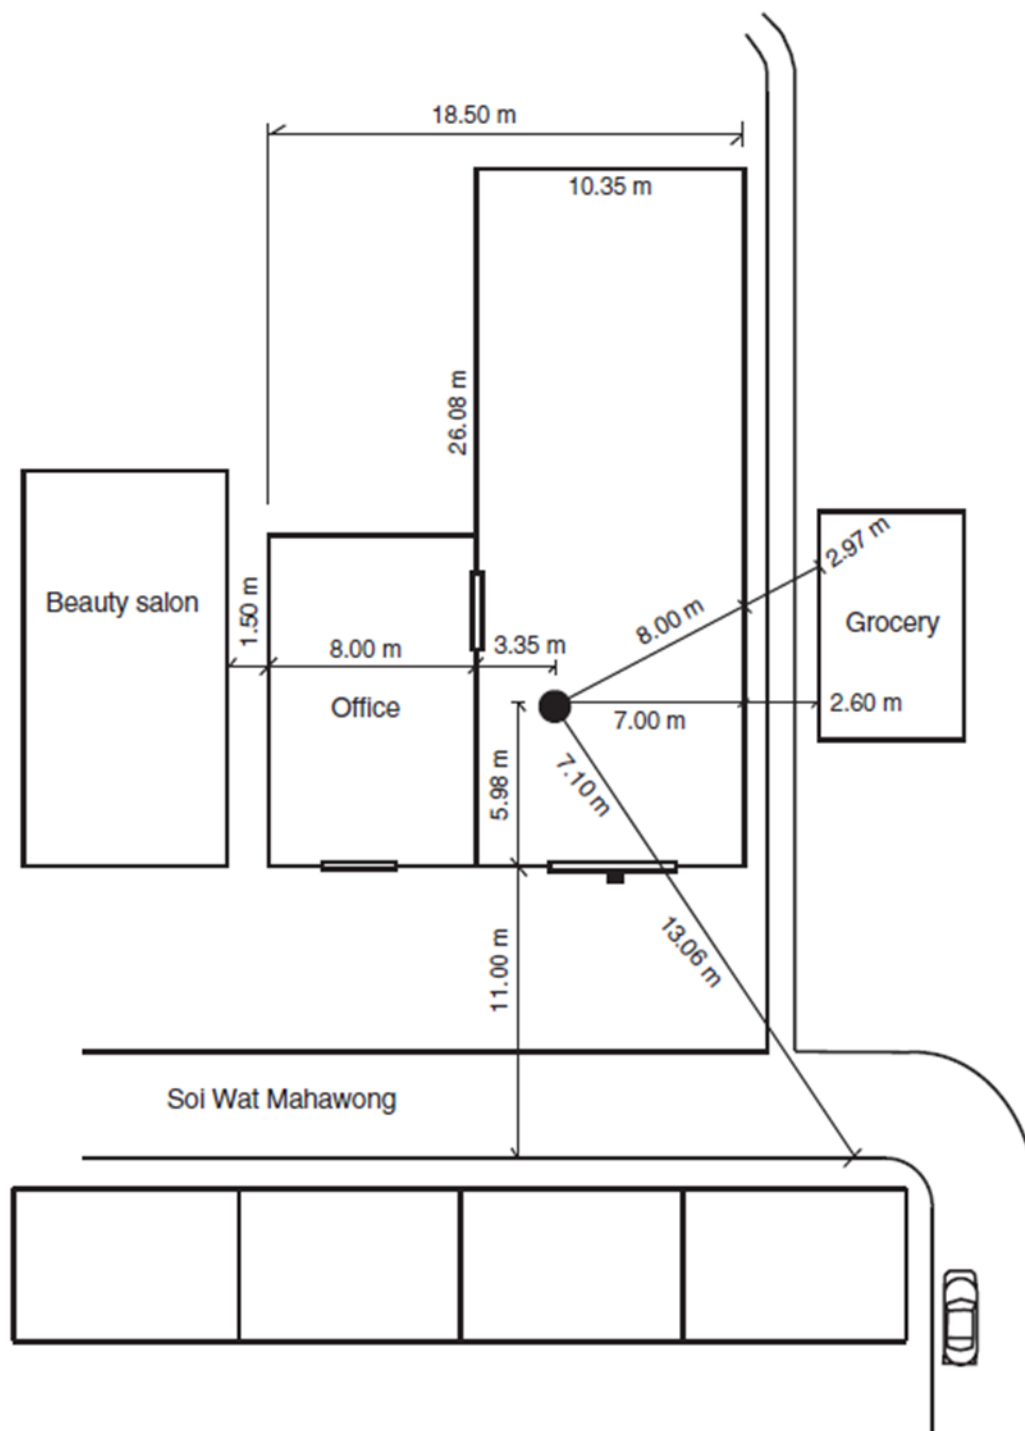 18.50 m
10.35 m
26.08 m
Beauty salon
1.50 m
8.00 m
3.35 m
8.00 m
2.97 m
Grocery
Office
7.00 m
2.60 m
5.98 m
7.10 m
11.00 m
13.06 m
Soi Wat Mahawong